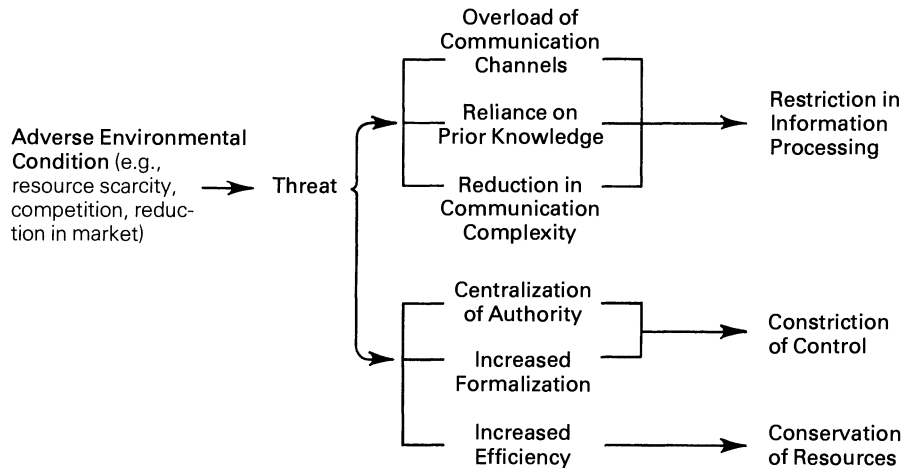 Adverse Environmental
Condition (e.g.,
resource scarcity,
competition, reduc-
tion in market)
Threat
Overload of
Communication
Channels
Reliance on
Prior Knowledge
Reduction in
Communication
Complexity
Restriction in
Information
Processing
Centralization
of Authority
Increased
Formalization
Constriction
of Control
Increased
Efficiency
Conservation
of Resources